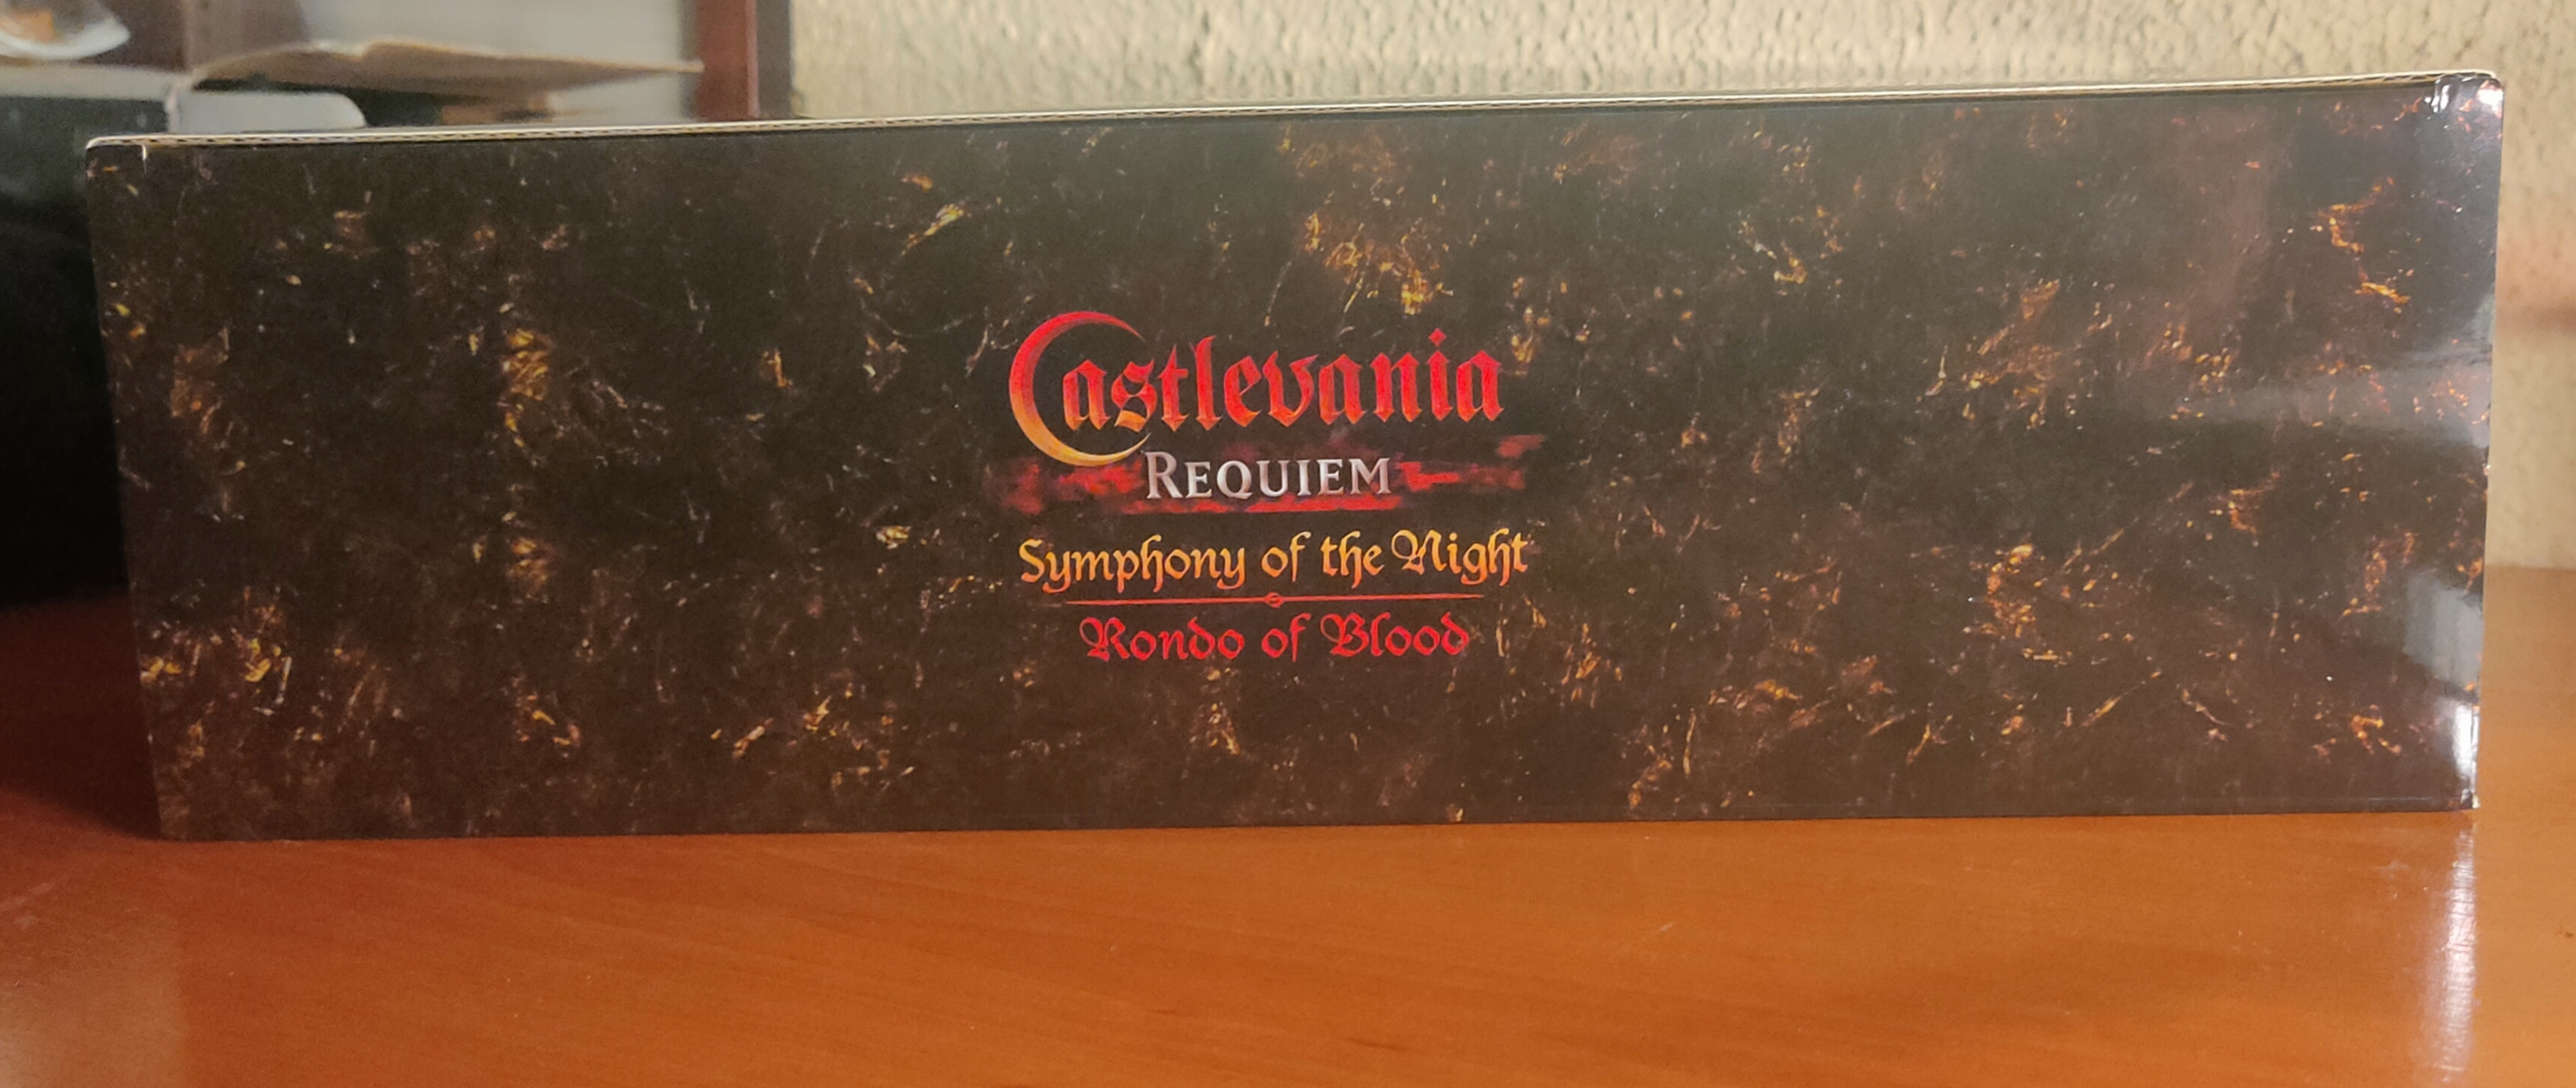 Castlevania
REQUIEM
Symphony of the Night
Rondo of Blood